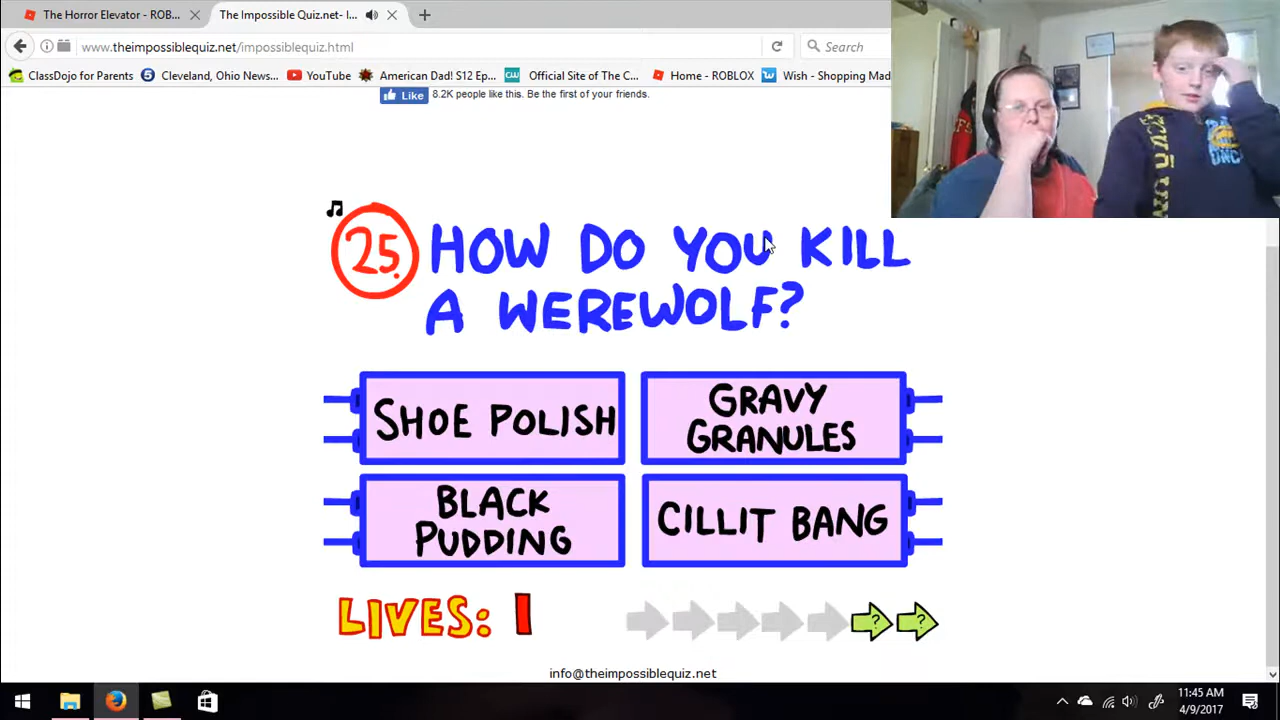 The Horror Elevator - ROB...
The Impossible Quiz.net- I...
www.theimpossiblequiz.net/impossiblequiz.html
Search
ClassDojo for Parents
Cleveland, Ohio News...
YouTube
American Dad! S12 Ep...
Official Site of The C...
Home - ROBLOX
Wish - Shopping Mad
Like
8.2K people like this. Be the first of your friends.
25.
HOW DO YOU KILL
A WEREWOLF?
SHOE POLISH
GRAVY
GRANULES
BLACK
PUDDING
CILLIT BANG
LIVES: 1
? ?
info@theimpossiblequiz.net
11:45 AM
4/9/2017